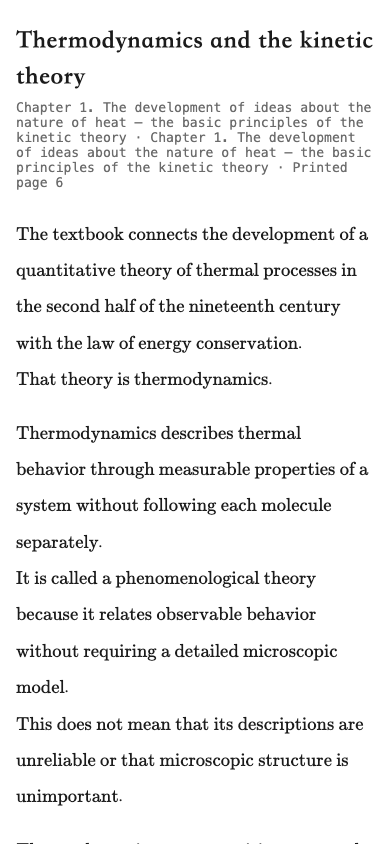 Thermodynamics and the kinetic
theory
Chapter 1. The development of ideas about the
nature of heat — the basic principles of the
kinetic theory · Chapter 1. The development
of ideas about the nature of heat — the basic
principles of the kinetic theory · Printed
page 6
The textbook connects the development of a
quantitative theory of thermal processes in
the second half of the nineteenth century
with the law of energy conservation.
That theory is thermodynamics.
Thermodynamics describes thermal
behavior through measurable properties of a
system without following each molecule
separately.
It is called a phenomenological theory
because it relates observable behavior
without requiring a detailed microscopic
model.
This does not mean that its descriptions are
unreliable or that microscopic structure is
unimportant.